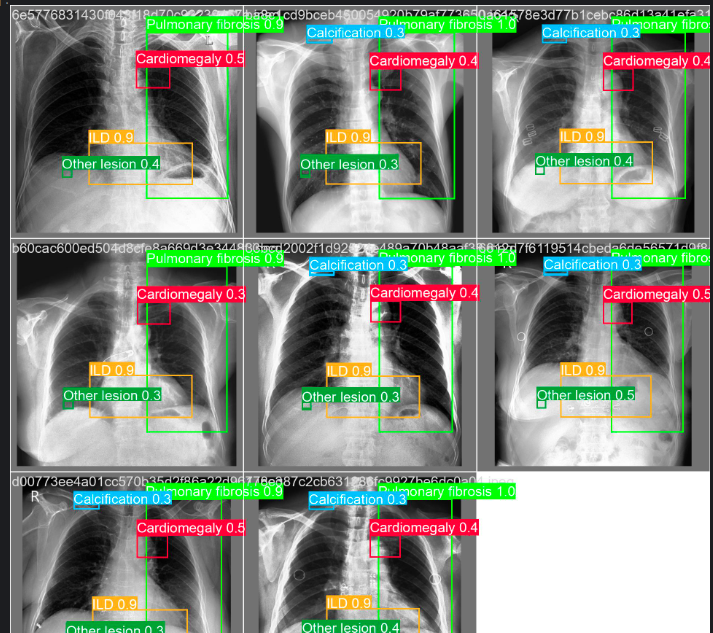 Pulmonary fibrosis 0.9
Cardiomegaly 0.5
ILD 0.9
Other lesion 0.4
Calcification 0.3
Pulmonary fibrosis 1.0
Cardiomegaly 0.4
ILD 0.9
Other lesion 0.3
Calcification 0.3
Pulmonary fibros
Cardiomegaly 0.4
ILD 0.9
Other lesion 0.4
Pulmonary fibrosis 0.9
Cardiomegaly 0.3
ILD 0.9
Other lesion 0.3
Calcification 0.3
Pulmonary fibrosis 1.0
Cardiomegaly 0.4
ILD 0.9
Other lesion 0.3
R
Calcification 0.3
Pulmonary fibros
Cardiomegaly 0.5
ILD 0.9
Other lesion 0.5
R
Calcification 0.3
Pulmonary fibrosis 0.9
Cardiomegaly 0.5
ILD 0.9
Other lesion 0.3
Calcification 0.3
Pulmonary fibrosis 1.0
Cardiomegaly 0.4
ILD 0.9
Other lesion 0.4